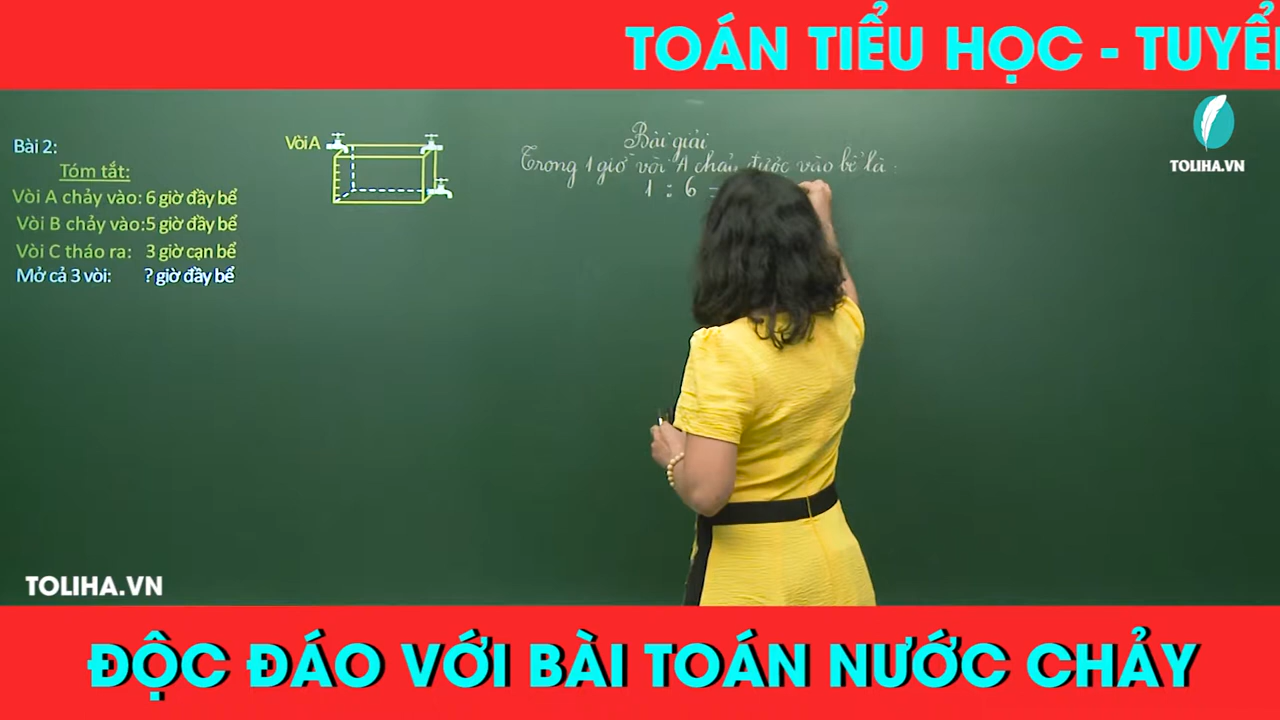 TOÁN TIỂU HỌC - TUYỂ
TOLIHA.VN
Bài 2:
Tóm tắt:
Vòi A chảy vào: 6 giờ đầy bể
Vòi B chảy vào:5 giờ đầy bể
Vòi C tháo ra: 3 giờ cạn bể
Mở cả 3 vòi: ? giờ đầy bể
Vòi A
Bài giải
Trong 1 giờ vòi A chảy được vào bể là :
1 : 6 =
TOLIHA.VN
ĐỘC ĐÁO VỚI BÀI TOÁN NƯỚC CHẢY